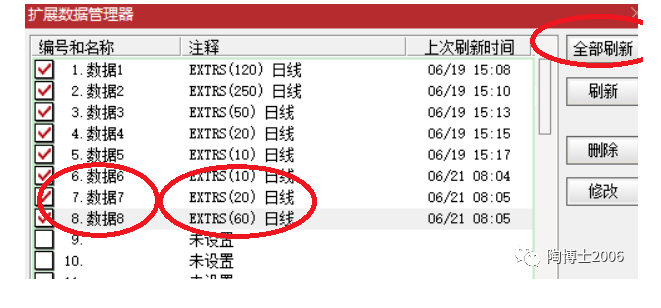 扩展数据管理器
编号和名称 注释 上次刷新时间 全部刷新
1.数据1 EXTRS(120) 日线 06/19 15:08
2.数据2 EXTRS(250) 日线 06/19 15:10 刷新
3.数据3 EXTRS(50) 日线 06/19 15:13
4.数据4 EXTRS(20) 日线 06/19 15:15
5.数据5 EXTRS(10) 日线 06/19 15:17 删除
6.数据6 EXTRS(10) 日线 06/21 08:04
7.数据7 EXTRS(20) 日线 06/21 08:05 修改
8.数据8 EXTRS(60) 日线 06/21 08:05
9. 未设置
10. 未设置
陶博士2006